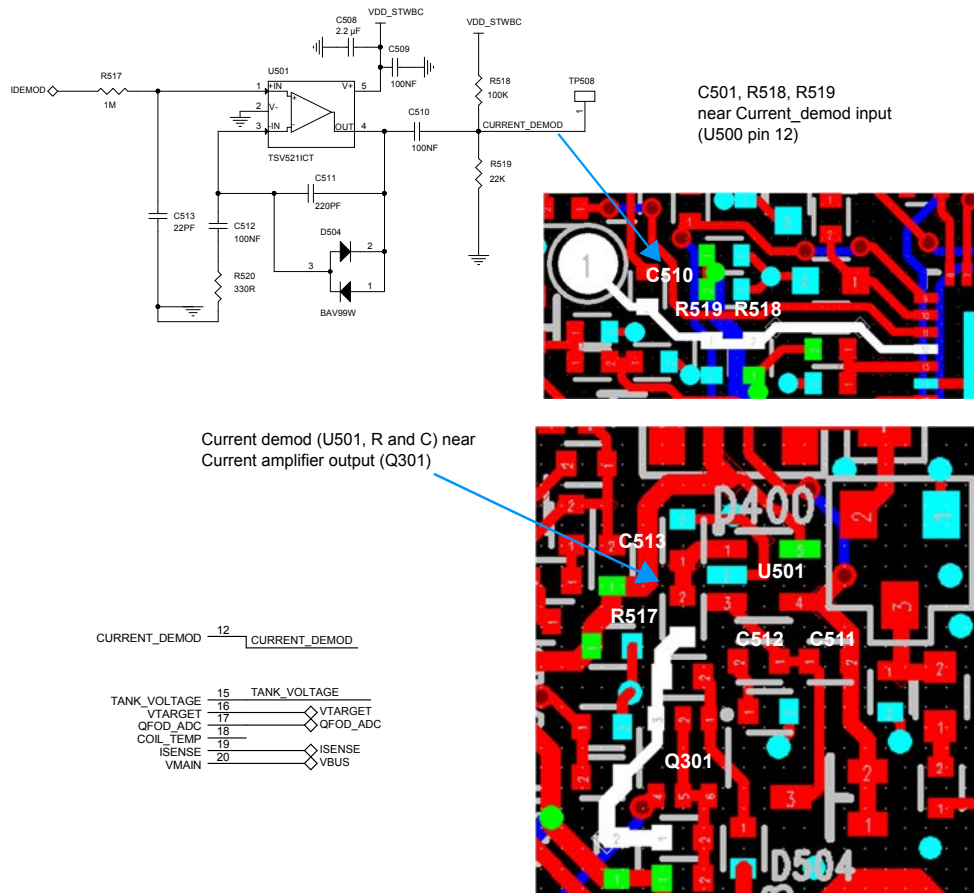 VDD_STWBC
C508
2.2 µF
VDD_STWBC
C509
100NF
U501
R517
IDEMOD
1M
1
+IN
V+
5
2
V-
3
-IN
OUT
4
TSV521ICT
C510
100NF
R518
100K
CURRENT_DEMOD
TP508
1
R519
22K
C511
220PF
C513
22PF
C512
100NF
D504
2
3
1
BAV99W
R520
330R
C501, R518, R519
near Current_demod input
(U500 pin 12)
1
C510
R519 R518
Current demod (U501, R and C) near
Current amplifier output (Q301)
D400
C513
U501
R517
C512 C511
Q301
D504
CURRENT_DEMOD 12 CURRENT_DEMOD
TANK_VOLTAGE 15 TANK_VOLTAGE
VTARGET 16 VTARGET
QFOD_ADC 17 QFOD_ADC
COIL_TEMP 18
ISENSE 19 ISENSE
VMAIN 20 VBUS